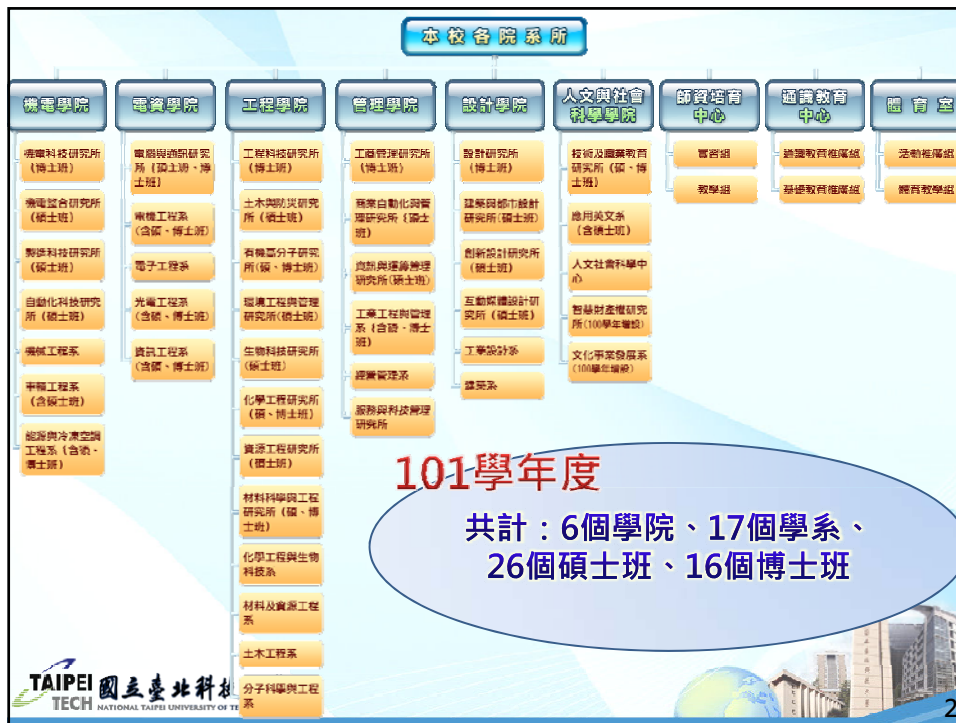 本校各院系所
機電學院
機電科技研究所
(博士班)
機電整合研究所
(碩士班)
製造科技研究所
(碩士班)
自動化科技研究
所(碩士班)
機械工程系
車輛工程系
(含碩士班)
能源與冷凍空調
工程系(含碩、
博士班)
電資學院
電腦與通訊研究
所(碩士班、博
士班)
電機工程系
(含碩、博士班)
電子工程系
光電工程系
(含碩、博士班)
資訊工程系
(含碩、博士班)
工程學院
工程科技研究所
(博士班)
土木與防災研究
所(碩士班)
有機高分子研究
所(碩、博士班)
環境工程與管理
研究所(碩士班)
生物科技研究所
(碩士班)
化學工程研究所
(碩、博士班)
資源工程研究所
(碩士班)
材料科學與工程
研究所(碩、博
士班)
化學工程與生物
科技系
材料及資源工程
系
土木工程系
分子科學與工程
系
管理學院
工商管理研究所
(博士班)
商業自動化與管
理研究所(碩士
班)
資訊與運籌管理
研究所(碩士班)
工業工程與管理
系(含碩、博士
班)
經營管理系
服務與科技管理
研究所
設計學院
設計研究所
(博士班)
建築與都市設計
研究所(碩士班)
創新設計研究所
(碩士班)
互動媒體設計研
究所(碩士班)
工業設計系
建築系
人文與社會
科學學院
技術及職業教育
研究所(碩、博
士班)
應用英文系
(含碩士班)
人文社會科學中
心
智慧財產權研究
所(100學年增設)
文化事業發展系
(100學年增設)
師資培育
中心
實習組
教學組
通識教育
中心
通識教育推廣組
基礎教育推廣組
體育室
活動推廣組
體育教學組
101學年度
共計：6個學院、17個學系、
26個碩士班、16個博士班
TAIPEI
TECH
國立臺北科技
NATIONAL TAIPEI UNIVERSITY OF TE
2